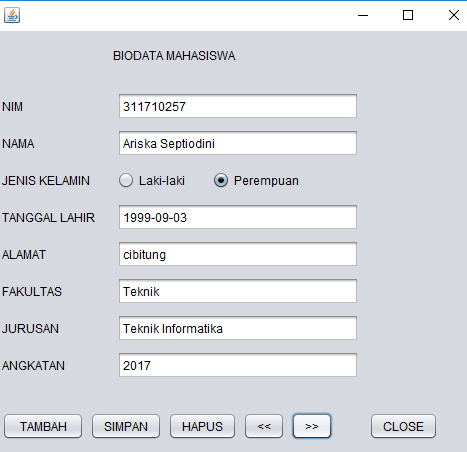 BIODATA MAHASISWA
NIM 311710257
NAMA Ariska Septiodini
JENIS KELAMIN Laki-laki Perempuan
TANGGAL LAHIR 1999-09-03
ALAMAT cibitung
FAKULTAS Teknik
JURUSAN Teknik Informatika
ANGKATAN 2017
TAMBAH SIMPAN HAPUS << >> CLOSE